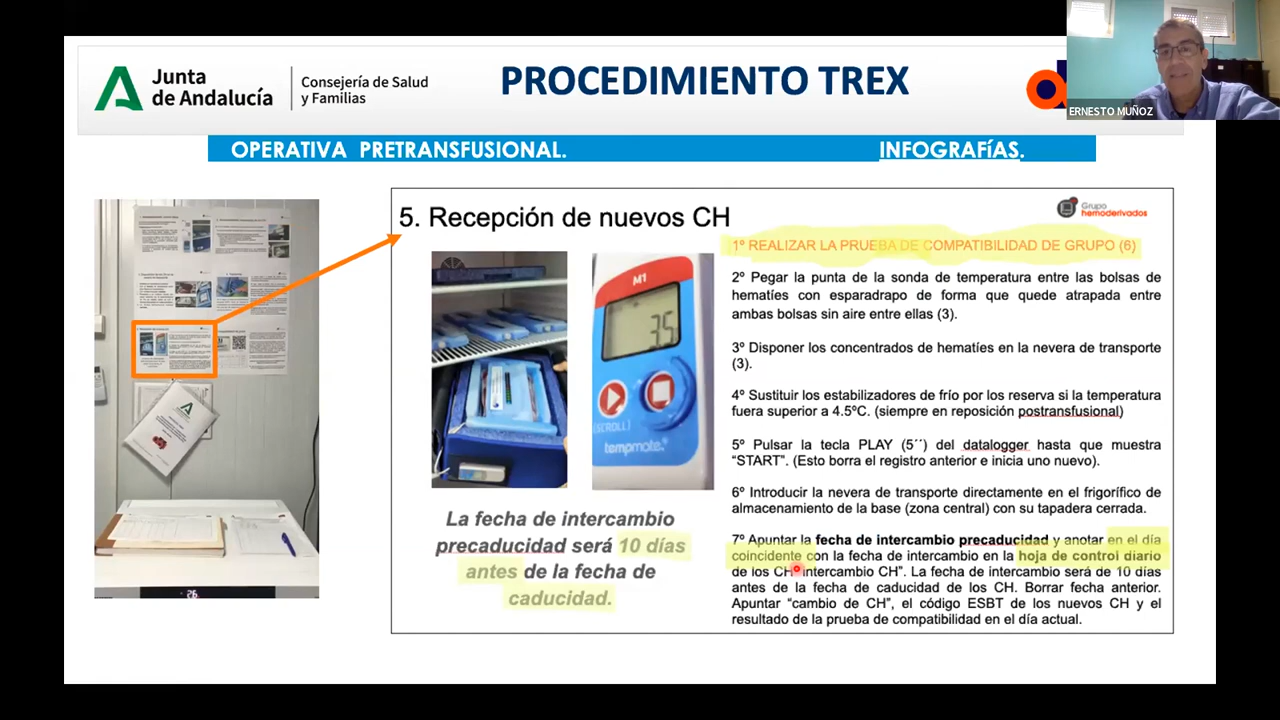 Junta
de Andalucía
Consejería de Salud
y Familias
PROCEDIMIENTO TREX
ERNESTO MUÑOZ
OPERATIVA PRETRANSFUSIONAL.
INFOGRAFíAS.
5. Recepción de nuevos CH
Grupo
hemoderivados
1º REALIZAR LA PRUEBA DE COMPATIBILIDAD DE GRUPO (6)
2º Pegar la punta de la sonda de temperatura entre las bolsas de
hematíes con esparadrapo de forma que quede atrapada entre
ambas bolsas sin aire entre ellas (3).
3º Disponer los concentrados de hematíes en la nevera de transporte
(3).
4º Sustituir los estabilizadores de frío por los reserva si la temperatura
fuera superior a 4.5ºC. (siempre en reposición postransfusional)
5º Pulsar la tecla PLAY (5´´) del datalogger hasta que muestra
“START”. (Esto borra el registro anterior e inicia uno nuevo).
6º Introducir la nevera de transporte directamente en el frigorífico de
almacenamiento de la base (zona central) con su tapadera cerrada.
7º Apuntar la fecha de intercambio precaducidad y anotar en el día
coincidente con la fecha de intercambio en la hoja de control diario
de los CH “intercambio CH”. La fecha de intercambio será de 10 días
antes de la fecha de caducidad de los CH. Borrar fecha anterior.
Apuntar “cambio de CH”, el código ESBT de los nuevos CH y el
resultado de la prueba de compatibilidad en el día actual.
M1
3.5
(SCROLL)
tempmate.
La fecha de intercambio
precaducidad será 10 días
antes de la fecha de
caducidad.
26